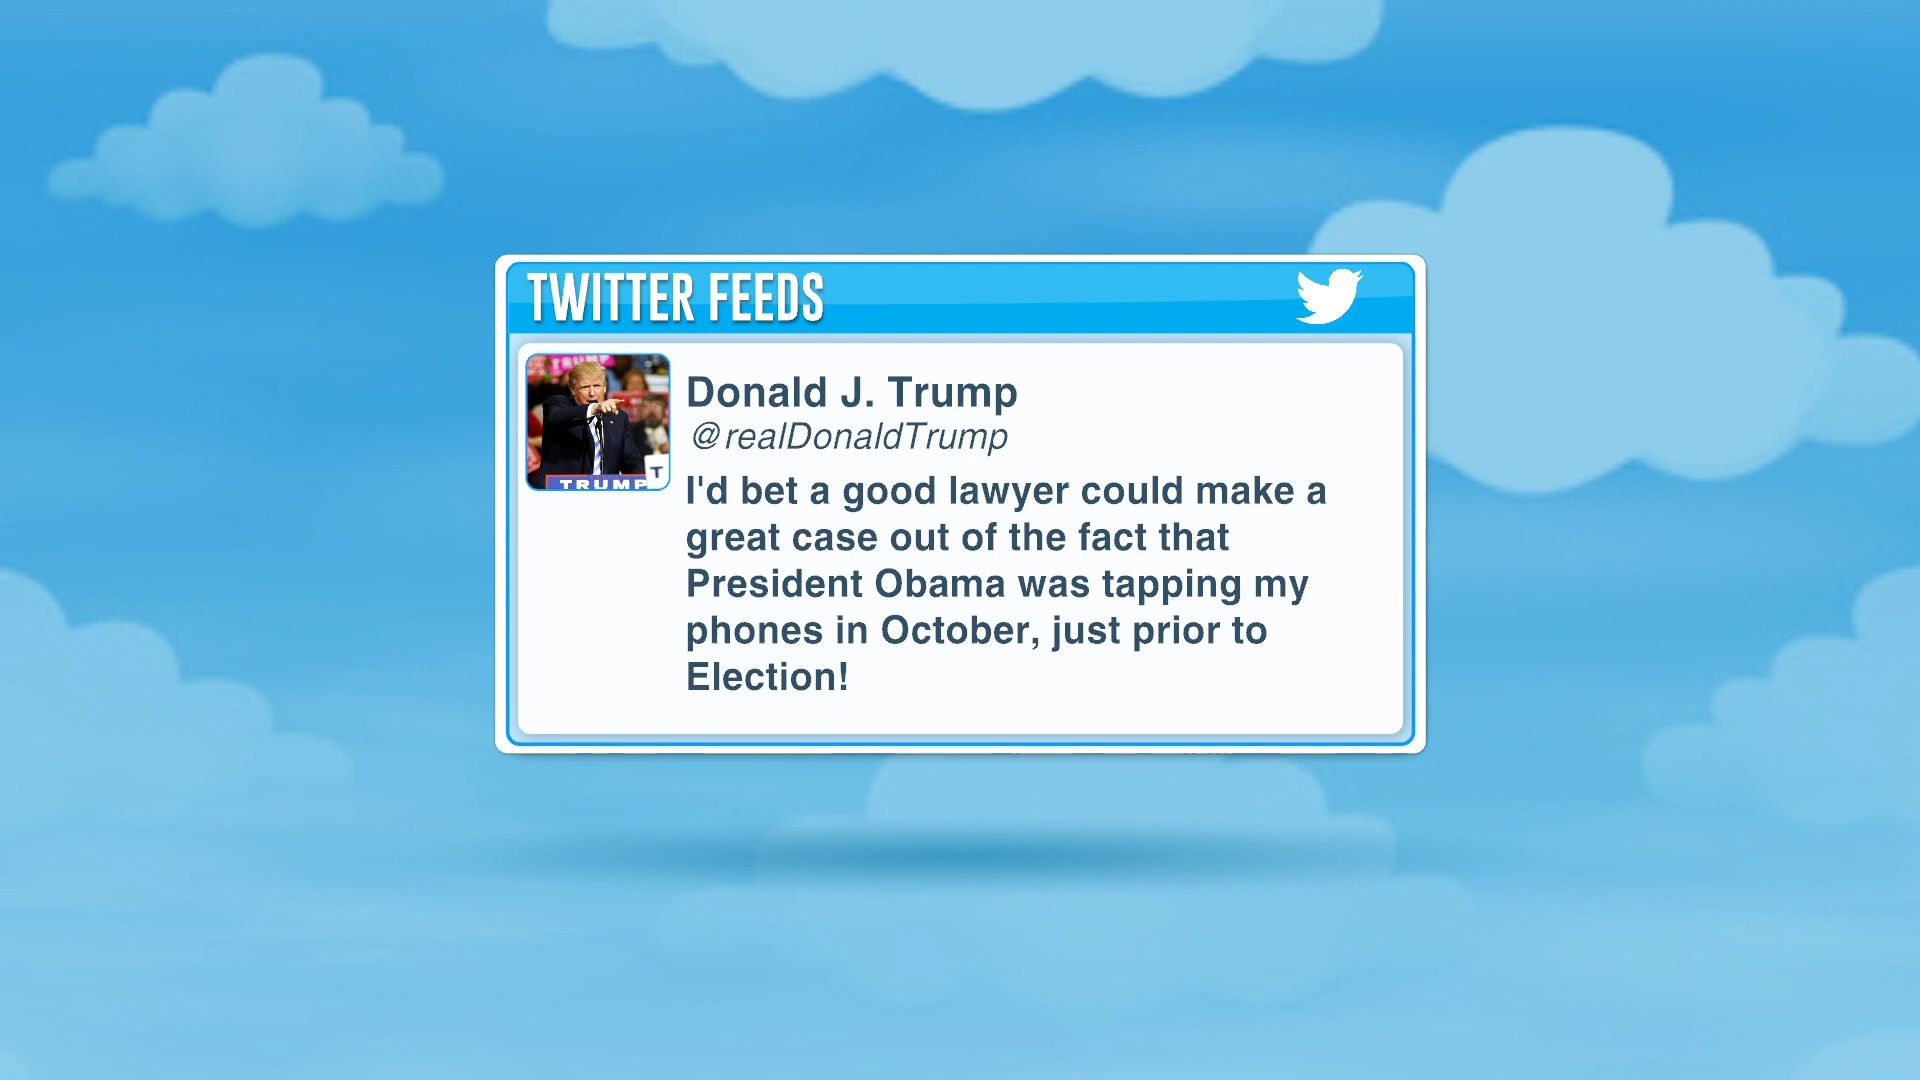 TWITTER FEEDS
Donald J. Trump
@realDonaldTrump
I'd bet a good lawyer could make a
great case out of the fact that
President Obama was tapping my
phones in October, just prior to
Election!
TRUMP
T
TRUMP